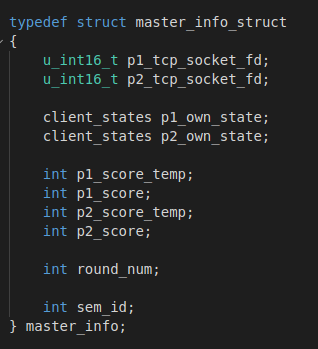 typedef struct master_info_struct
{
    u_int16_t p1_tcp_socket_fd;
    u_int16_t p2_tcp_socket_fd;

    client_states p1_own_state;
    client_states p2_own_state;

    int p1_score_temp;
    int p1_score;
    int p2_score_temp;
    int p2_score;

    int round_num;

    int sem_id;
} master_info;